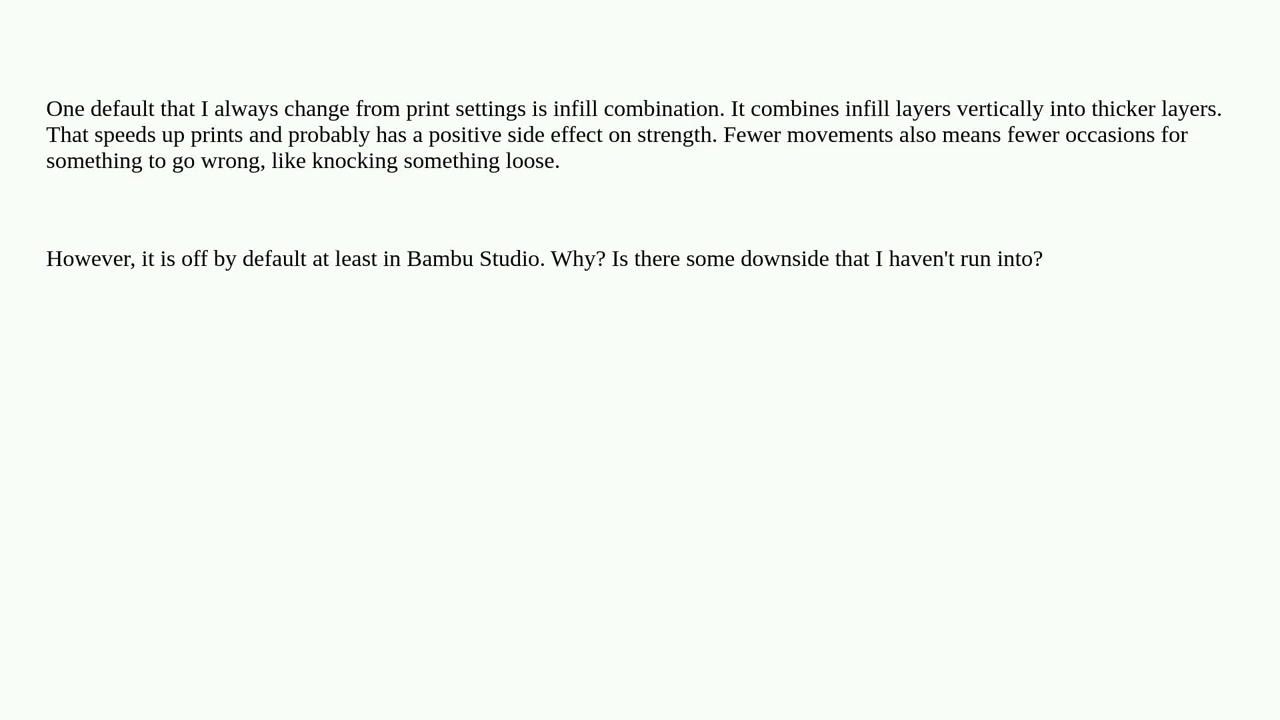 One default that I always change from print settings is infill combination. It combines infill layers vertically into thicker layers.
That speeds up prints and probably has a positive side effect on strength. Fewer movements also means fewer occasions for
something to go wrong, like knocking something loose.
However, it is off by default at least in Bambu Studio. Why? Is there some downside that I haven't run into?